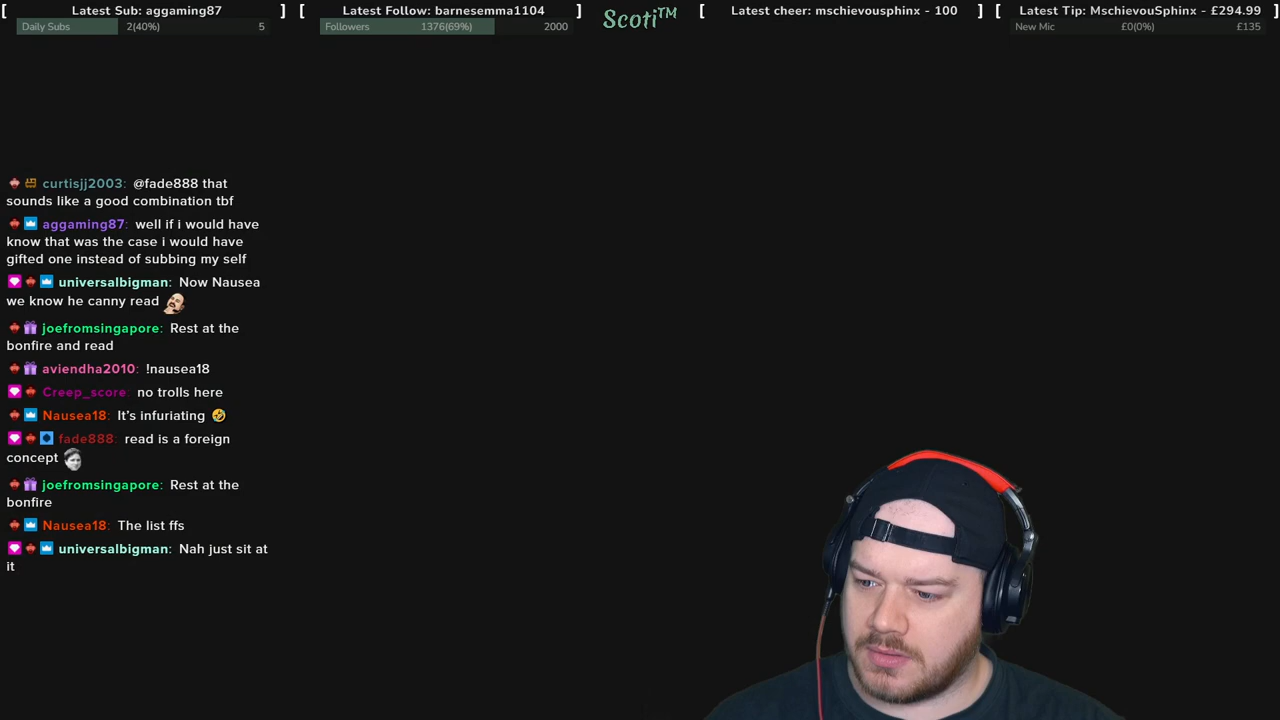 [ Latest Sub: aggaming87 ]
Daily Subs 2(40%) 5
[ Latest Follow: barnesemma1104 ]
Followers 1376(69%) 2000
Scoti™
[ Latest cheer: mschievousphinx - 100 ]
[ Latest Tip: MschievouSphinx - £294.99 ]
New Mic £0(0%) £135
curtisjj2003: @fade888 that
sounds like a good combination tbf
aggaming87: well if i would have
know that was the case i would have
gifted one instead of subbing my self
universalbigman: Now Nausea
we know he canny read
joefromsingapore: Rest at the
bonfire and read
aviendha2010: !nausea18
Creep_score: no trolls here
Nausea18: It's infuriating 🤣
fade888: read is a foreign
concept
joefromsingapore: Rest at the
bonfire
Nausea18: The list ffs
universalbigman: Nah just sit at
it